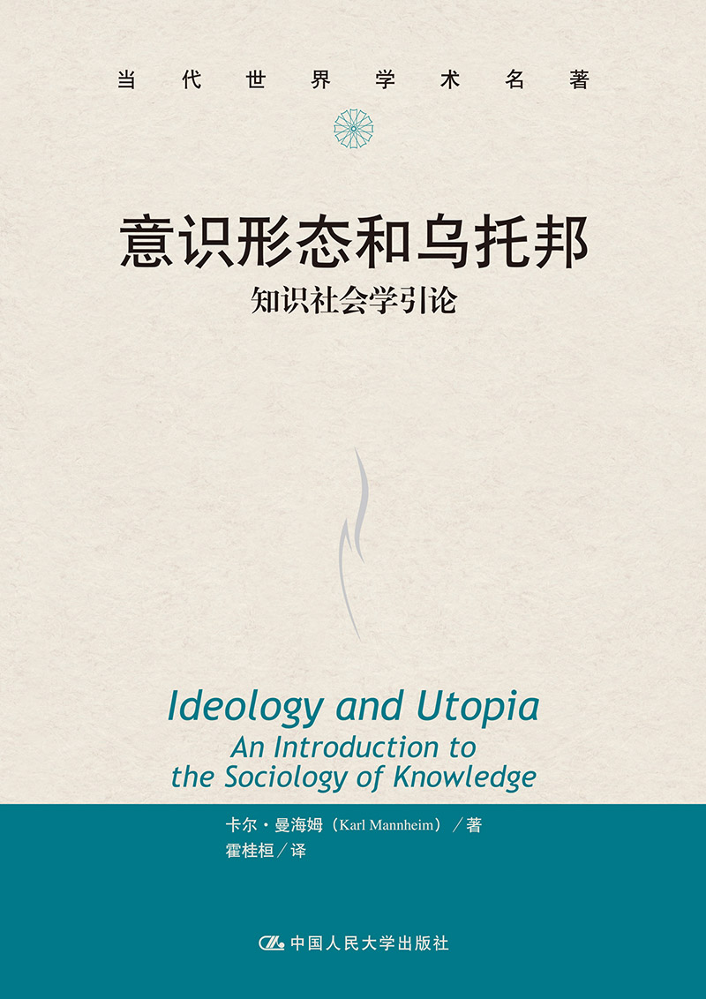 当代世界学术名著
意识形态和乌托邦
知识社会学引论
Ideology and Utopia
An Introduction to
the Sociology of Knowledge
卡尔·曼海姆（Karl Mannheim）／著
霍桂桓／译
中国人民大学出版社